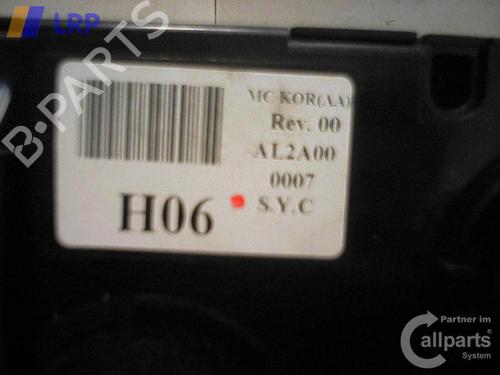 LRP
B-PARTS
MC KOR(AA)
Rev. 00
AL2A00
0007
H06
S.Y.C
Partner im
Callparts
System